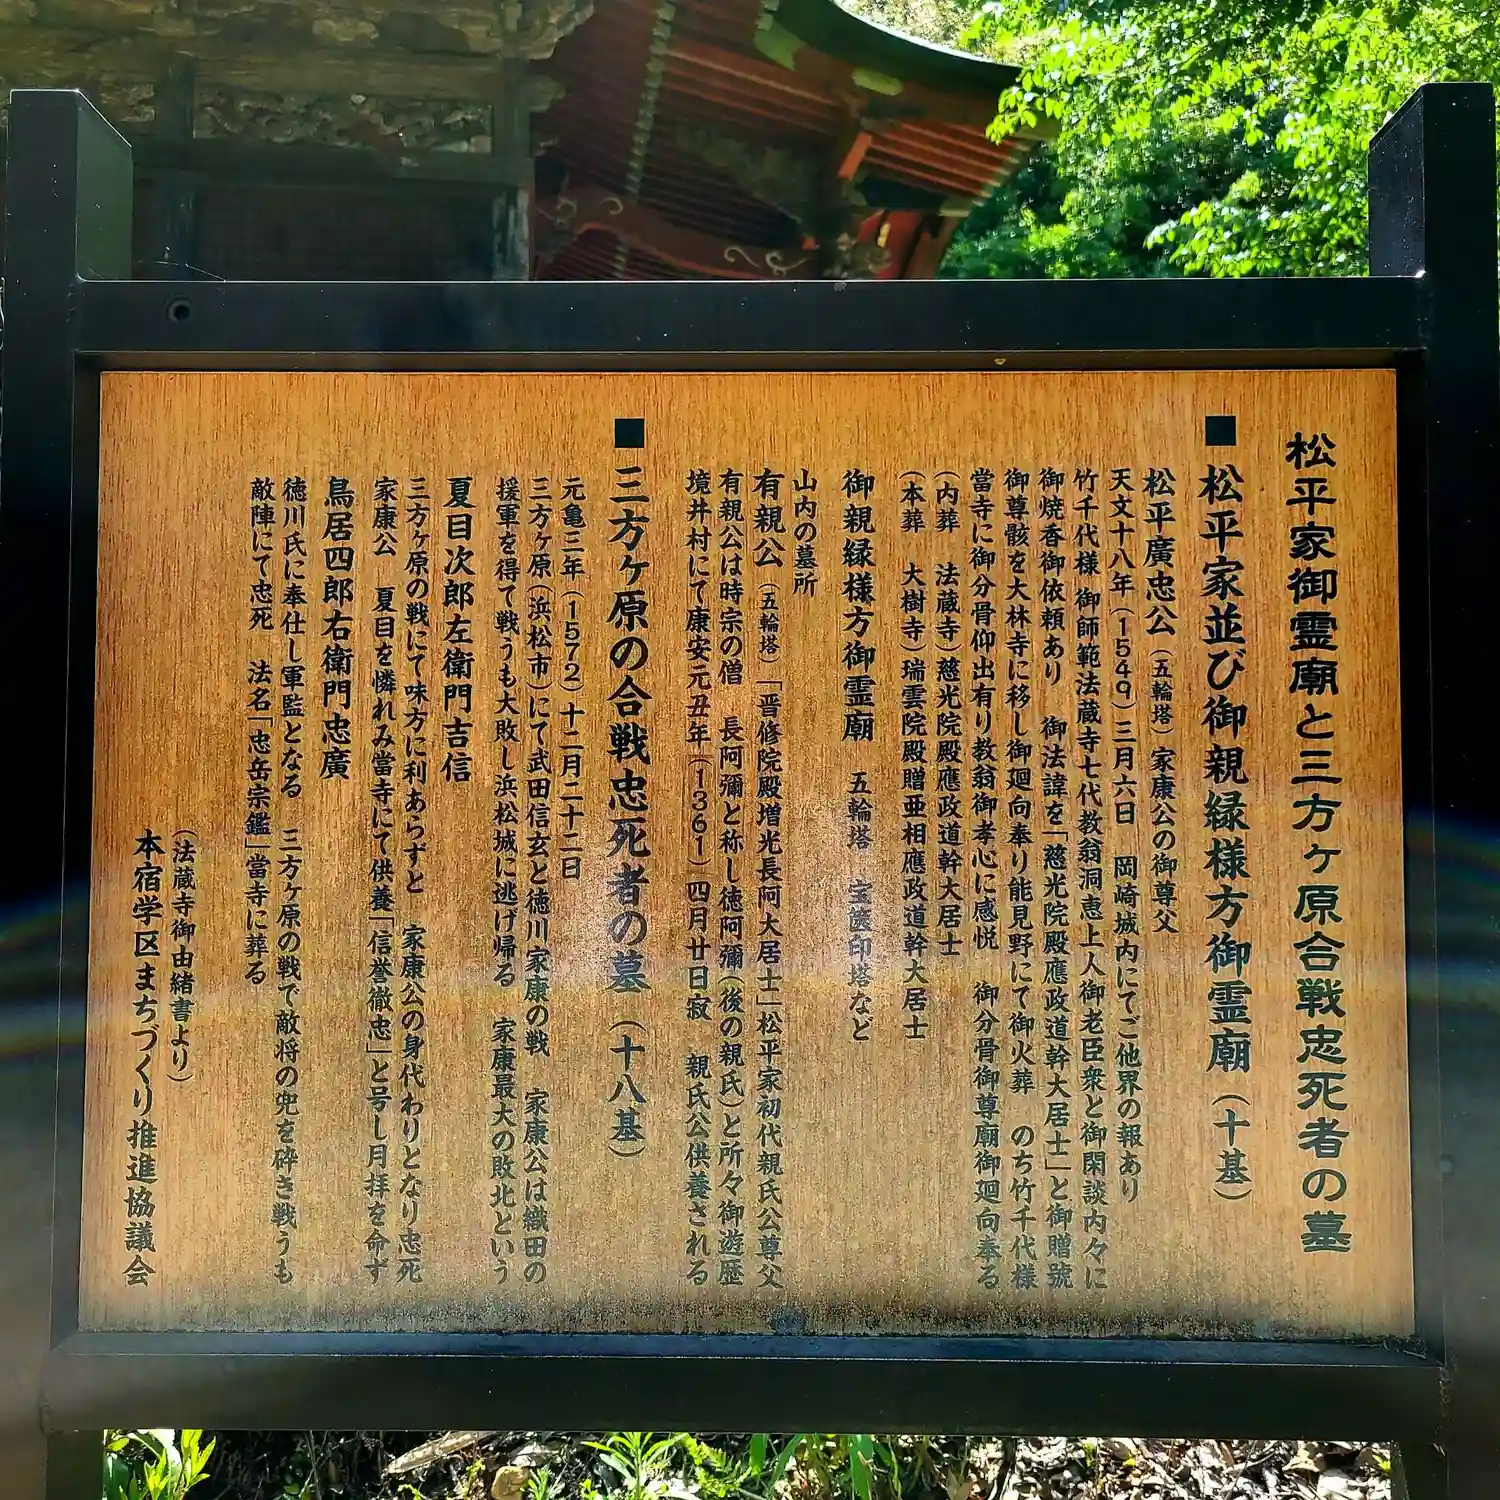 松平家御霊廟と三方ヶ原合戦忠死者の墓
■ 松平家並び御親縁様方御霊廟（十基）
松平廣忠公（五輪塔）家康公の御尊父
天文十八年（1549）三月六日　岡崎城内にてご他界の報あり
竹千代様 御師範法蔵寺七代教翁洞恵上人御老臣衆と御閑談内々に
御焼香御依頼あり　御法諱を「慈光院殿應政道幹大居士」と御贈號
御尊骸を大林寺に移し御廻向奉り能見野にて御火葬　のち竹千代様
當寺に御分骨仰出有り教翁御孝心に感悦　御分骨御尊廟御廻向奉る
（内葬　法蔵寺）慈光院殿應政道幹大居士
（本葬　大樹寺）瑞雲院殿贈亜相應政道幹大居士
御親縁様方御霊廟　五輪塔　宝篋印塔など
山内の墓所
有親公（五輪塔）「晋修院殿増光長阿大居士」松平家初代親氏公尊父
有親公は時宗の僧　長阿彌と称し徳阿彌（後の親氏）と所々御遊歴
境井村にて康安元丑年（1361）四月廿日寂　親氏公供養される
■ 三方ヶ原の合戦忠死者の墓（十八基）
元亀三年（1572）十二月二十二日
三方ヶ原（浜松市）にて武田信玄と徳川家康の戦　家康公は織田の
援軍を得て戦うも大敗し浜松城に逃げ帰る　家康最大の敗北という
夏目次郎左衛門吉信
三方ヶ原の戦にて味方に利あらずと　家康公の身代わりとなり忠死
家康公　夏目を憐れみ當寺にて供養「信誉徹忠」と号し月拝を命ず
鳥居四郎右衛門忠廣
徳川氏に奉仕し軍監となる　三方ヶ原の戦で敵将の兜を砕き戦うも
敵陣にて忠死　法名「忠岳宗鑑」當寺に葬る
（法蔵寺御由緒書より）
本宿学区まちづくり推進協議会